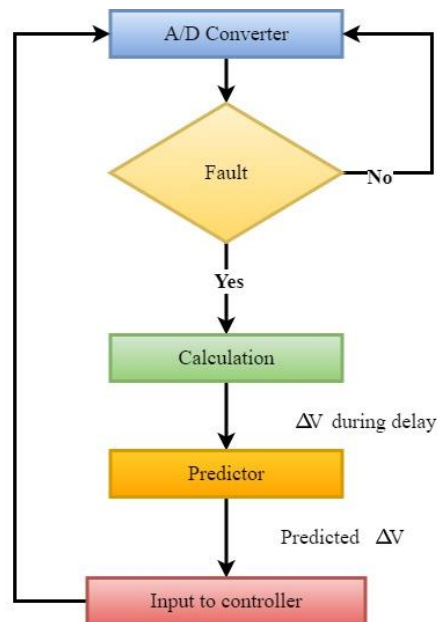 A/D Converter
Fault
No
Yes
Calculation
ΔV during delay
Predictor
Predicted ΔV
Input to controller